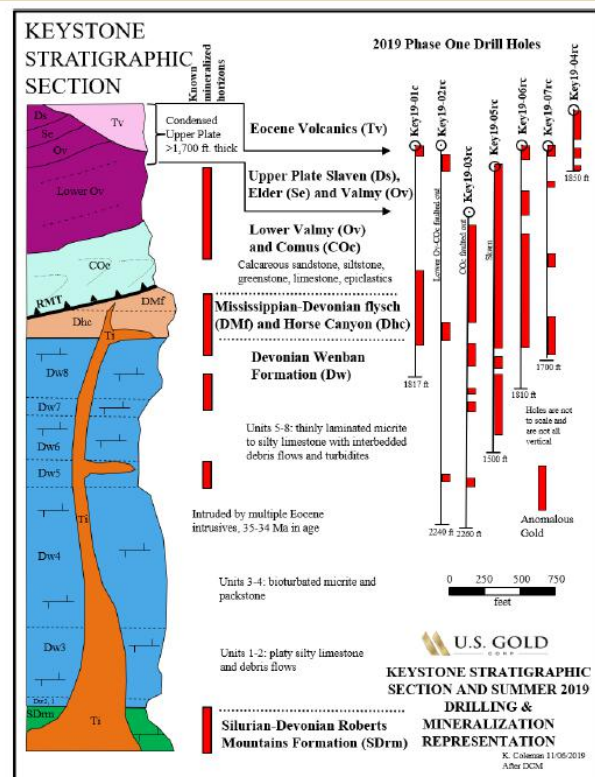 KEYSTONE
STRATIGRAPHIC
SECTION
Known
mineralized
horizons
2019 Phase One Drill Holes
Key19-01c
Key19-02rc
Key19-03rc
Key19-05rc
Key19-06rc
Key19-07rc
Key19-04rc
Ds
Se
Ov
Tv
Lower Ov
COc
RMT
DMf
Dhc
Ti
Dw8
Dw7
Dw6
Dw5
Ti
Dw4
Dw3
SDrm
Ti
Condensed
Upper Plate
>1,700 ft. thick
Eocene Volcanics (Tv)
Upper Plate Slaven (Ds),
Elder (Se) and Valmy (Ov)
Lower Valmy (Ov)
and Comus (COc)
Calcareous sandstone, siltstone,
greenstone, limestone, epiclastics
Mississippian-Devonian flysch
(DMf) and Horse Canyon (Dhc)
Devonian Wenban
Formation (Dw)
Units 5-8: thinly laminated micrite
to silty limestone with interbedded
debris flows and turbidites
Intruded by multiple Eocene
intrusives, 35-34 Ma in age
Units 3-4: bioturbated micrite and
packstone
Units 1-2: platy silty limestone
and debris flows
Silurian-Devonian Roberts
Mountains Formation (SDrm)
Lower Ov-COc faulted out
COc faulted out
1817 ft
2240 ft
2260 ft
1500 ft
1810 ft
1700 ft
1850 ft
Holes are not
to scale and
are not all
vertical
Anomalous
Gold
0 250 500 750
feet
U.S. GOLD
CORP
KEYSTONE STRATIGRAPHIC
SECTION AND SUMMER 2019
DRILLING &
MINERALIZATION
REPRESENTATION
K. Coleman 11/06/2019
After DCM